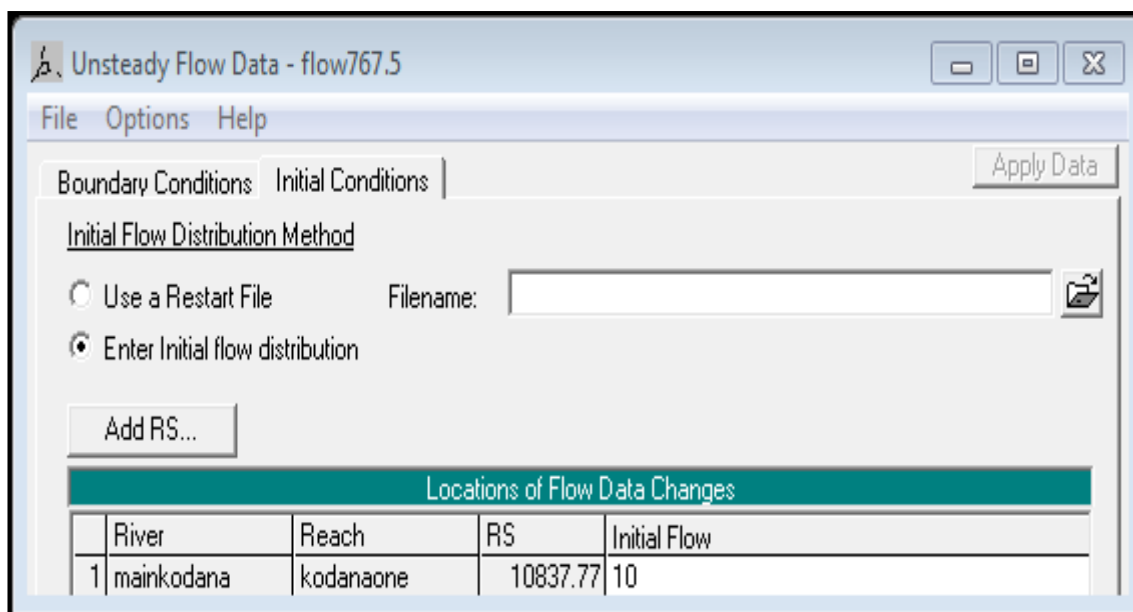 Unsteady Flow Data - flow767.5
File Options Help
Boundary Conditions Initial Conditions Apply Data
Initial Flow Distribution Method
Use a Restart File Filename:
Enter Initial flow distribution
Add RS...
Locations of Flow Data Changes
River Reach RS Initial Flow
1 mainkodana kodanaone 10837.77 10